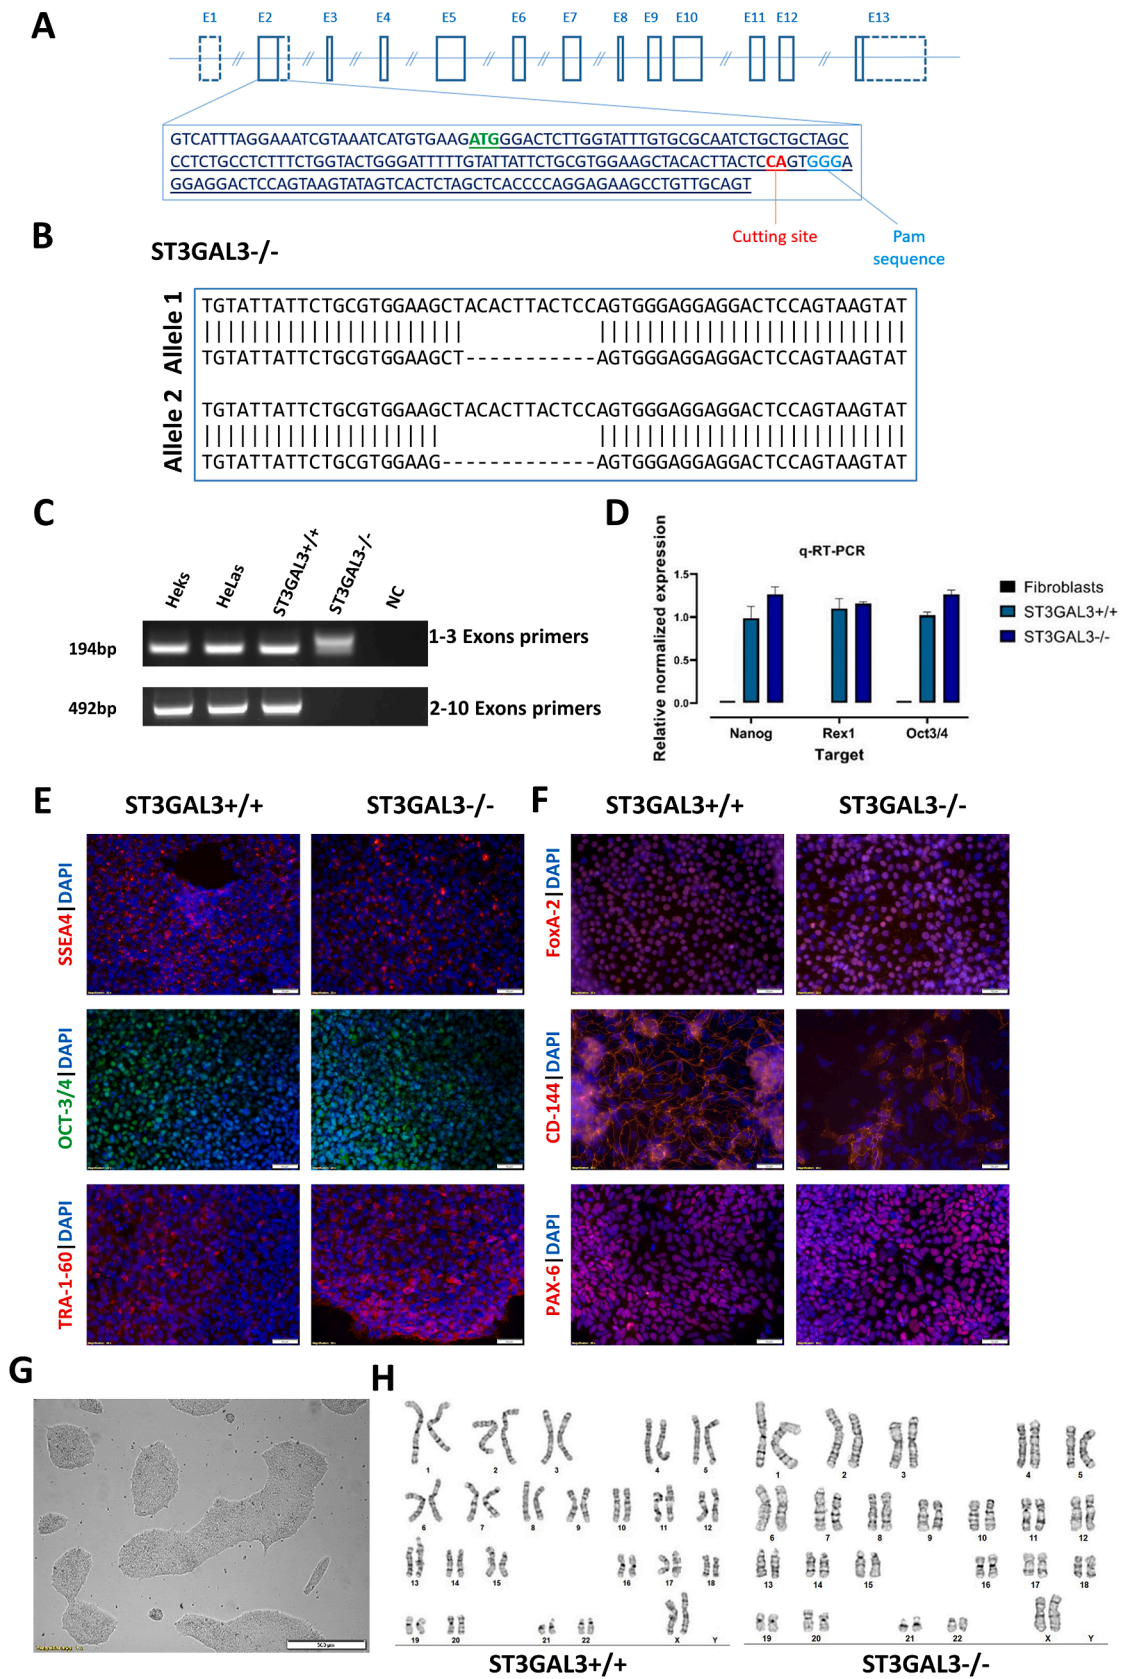 A
E1 E2 E3 E4 E5 E6 E7 E8 E9 E10 E11 E12 E13
GTCATTTAGGAAATCGTAAATCATGTGAAGATGGGACTCTTGGTATTTGTGCGCAATCTGCTGCTAGC
CCTCTGCCTCTTTCTGGTACTGGGATTTTTGTATTATTCTGCGTGGAAGCTACACTTACTCCAGTGGGA
GGAGGACTCCAGTAAGTATAGTCACTCTAGCTCACCCCAGGAGAAGCCTGTTGCAGT
Cutting site
Pam
sequence
B
ST3GAL3-/-
Allele 1
TGTATTATTCTGCGTGGAAGCTACACTTACTCCAGTGGGAGGAGGACTCCAGTAAGTAT
TGTATTATTCTGCGTGGAAGCT-----------AGTGGGAGGAGGACTCCAGTAAGTAT
Allele 2
TGTATTATTCTGCGTGGAAGCTACACTTACTCCAGTGGGAGGAGGACTCCAGTAAGTAT
TGTATTATTCTGCGTGGAAG-------------AGTGGGAGGAGGACTCCAGTAAGTAT
C
Heks HeLas ST3GAL3+/+ ST3GAL3-/- NC
194bp
1-3 Exons primers
492bp
2-10 Exons primers
D
q-RT-PCR
Relative normalized expression
1.5
1.0
0.5
0.0
Nanog Rex1 Oct3/4
Target
Fibroblasts
ST3GAL3+/+
ST3GAL3-/-
E
ST3GAL3+/+ ST3GAL3-/-
SSEA4|DAPI
OCT-3/4|DAPI
TRA-1-60|DAPI
F
ST3GAL3+/+ ST3GAL3-/-
FoxA-2|DAPI
CD-144|DAPI
PAX-6|DAPI
G
500 µm
H
1 2 3 4 5
6 7 8 9 10 11 12
13 14 15 16 17 18
19 20 21 22 X Y
ST3GAL3+/+
1 2 3 4 5
6 7 8 9 10 11 12
13 14 15 16 17 18
19 20 21 22 X Y
ST3GAL3-/-